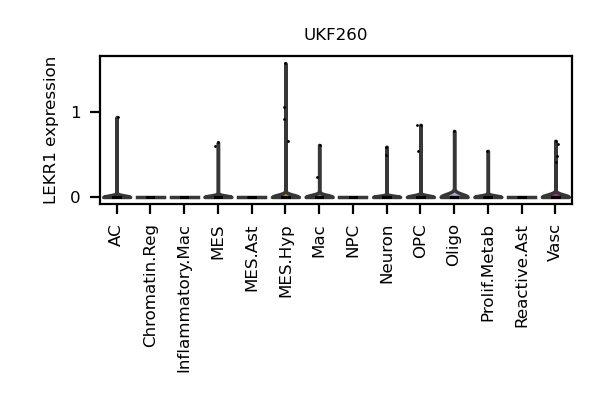 UKF260
LEKR1 expression
1
0
AC
Chromatin.Reg
Inflammatory.Mac
MES
MES.Ast
MES.Hyp
Mac
NPC
Neuron
OPC
Oligo
Prolif.Metab
Reactive.Ast
Vasc